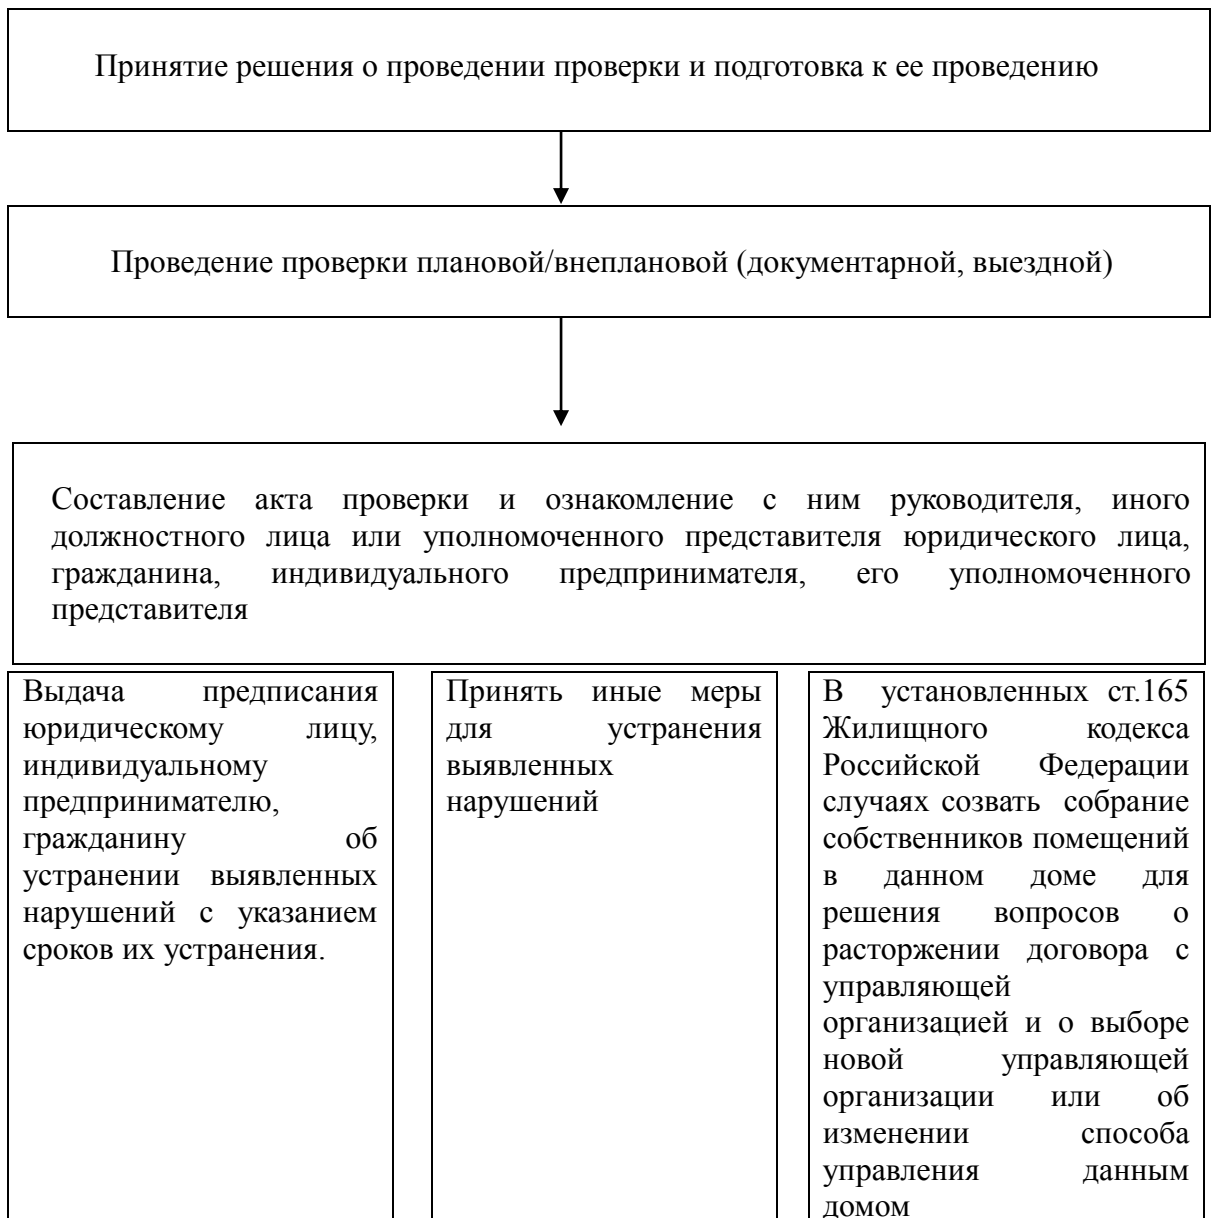 Принятие решения о проведении проверки и подготовка к ее проведению
Проведение проверки плановой/внеплановой (документарной, выездной)
Составление акта проверки и ознакомление с ним руководителя, иного
должностного лица или уполномоченного представителя юридического лица,
гражданина, индивидуального предпринимателя, его уполномоченного
представителя
Выдача предписания
юридическому лицу,
индивидуальному
предпринимателю,
гражданину об
устранении выявленных
нарушений с указанием
сроков их устранения.
Принять иные меры
для устранения
выявленных
нарушений
В установленных ст.165
Жилищного кодекса
Российской Федерации
случаях созвать собрание
собственников помещений
в данном доме для
решения вопросов о
расторжении договора с
управляющей
организацией и о выборе
новой управляющей
организации или об
изменении способа
управления данным
домом